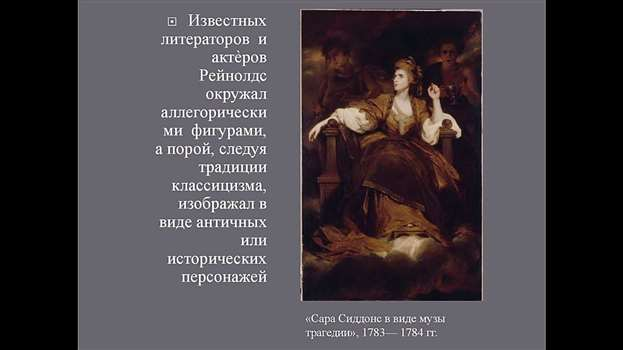 Известных
литераторов и
актѐров
Рейнолдс
окружал
аллегорически
ми фигурами,
а порой, следуя
традиции
классицизма,
изображал в
виде античных
или
исторических
персонажей
«Сара Сиддонс в виде музы
трагедии», 1783— 1784 гг.